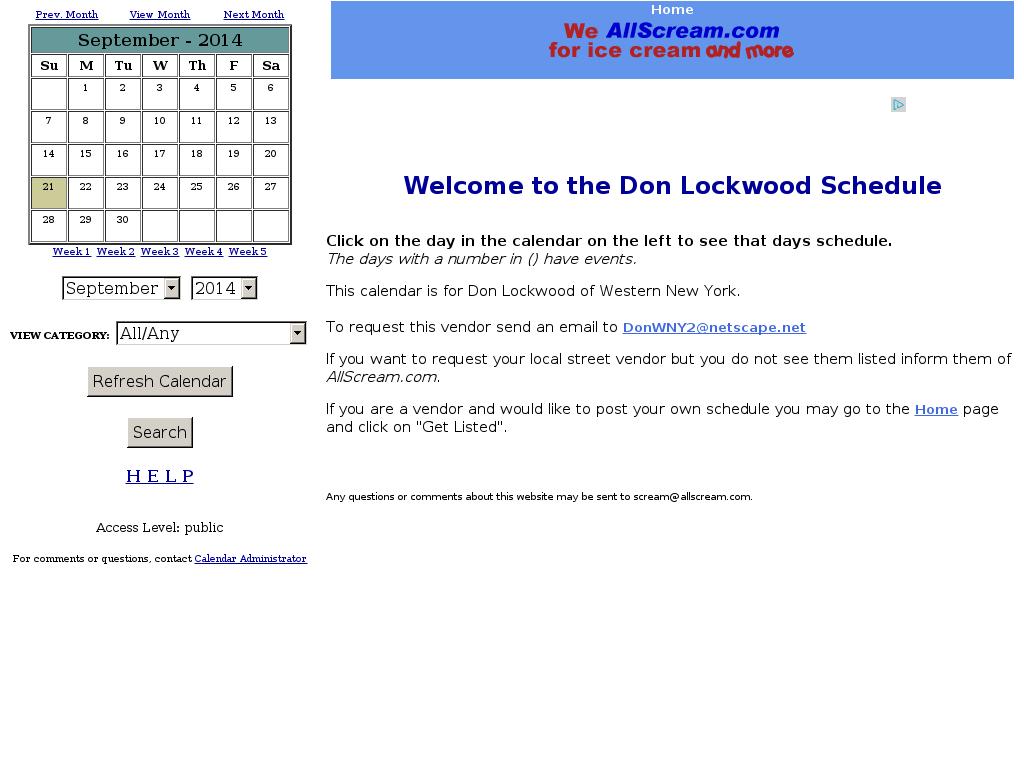 Prev. Month View Month Next Month
September - 2014
Su M Tu W Th F Sa
1 2 3 4 5 6
7 8 9 10 11 12 13
14 15 16 17 18 19 20
21 22 23 24 25 26 27
28 29 30
Week 1 Week 2 Week 3 Week 4 Week 5
September 2014
VIEW CATEGORY: All/Any
Refresh Calendar
Search
H E L P
Access Level: public
For comments or questions, contact Calendar Administrator
Home
We AllScream.com
for ice cream and more
Welcome to the Don Lockwood Schedule
Click on the day in the calendar on the left to see that days schedule.
The days with a number in () have events.
This calendar is for Don Lockwood of Western New York.
To request this vendor send an email to DonWNY2@netscape.net
If you want to request your local street vendor but you do not see them listed inform them of
AllScream.com.
If you are a vendor and would like to post your own schedule you may go to the Home page
and click on "Get Listed".
Any questions or comments about this website may be sent to scream@allscream.com.